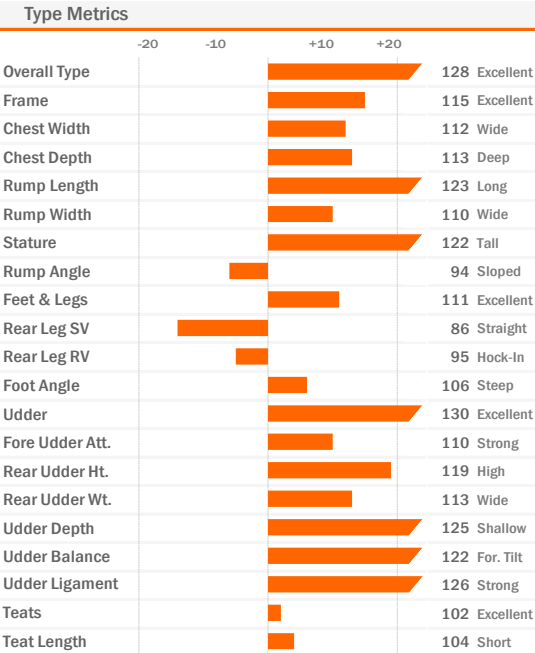 Type Metrics
-20 -10 +10 +20
Overall Type 128 Excellent
Frame 115 Excellent
Chest Width 112 Wide
Chest Depth 113 Deep
Rump Length 123 Long
Rump Width 110 Wide
Stature 122 Tall
Rump Angle 94 Sloped
Feet & Legs 111 Excellent
Rear Leg SV 86 Straight
Rear Leg RV 95 Hock-In
Foot Angle 106 Steep
Udder 130 Excellent
Fore Udder Att. 110 Strong
Rear Udder Ht. 119 High
Rear Udder Wt. 113 Wide
Udder Depth 125 Shallow
Udder Balance 122 For. Tilt
Udder Ligament 126 Strong
Teats 102 Excellent
Teat Length 104 Short